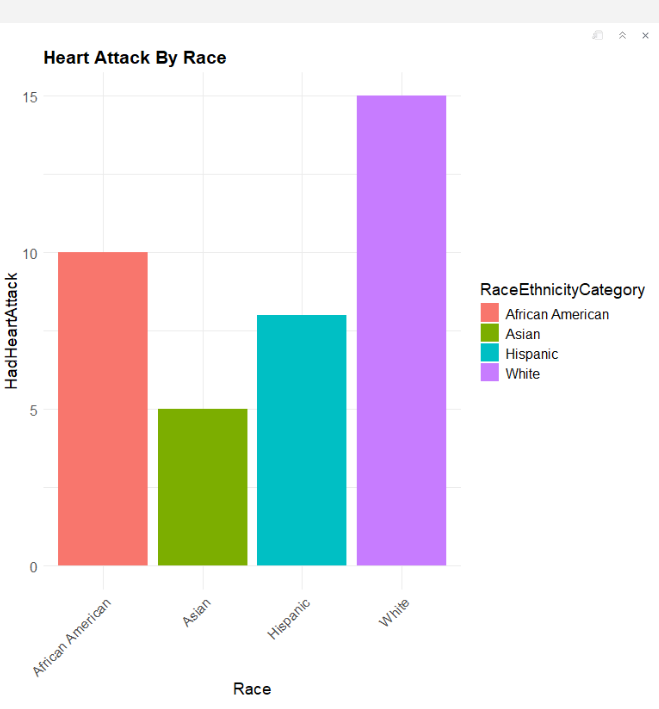 Heart Attack By Race
15
10
5
0
HadHeartAttack
African American
Asian
Hispanic
White
Race
RaceEthnicityCategory
African American
Asian
Hispanic
White